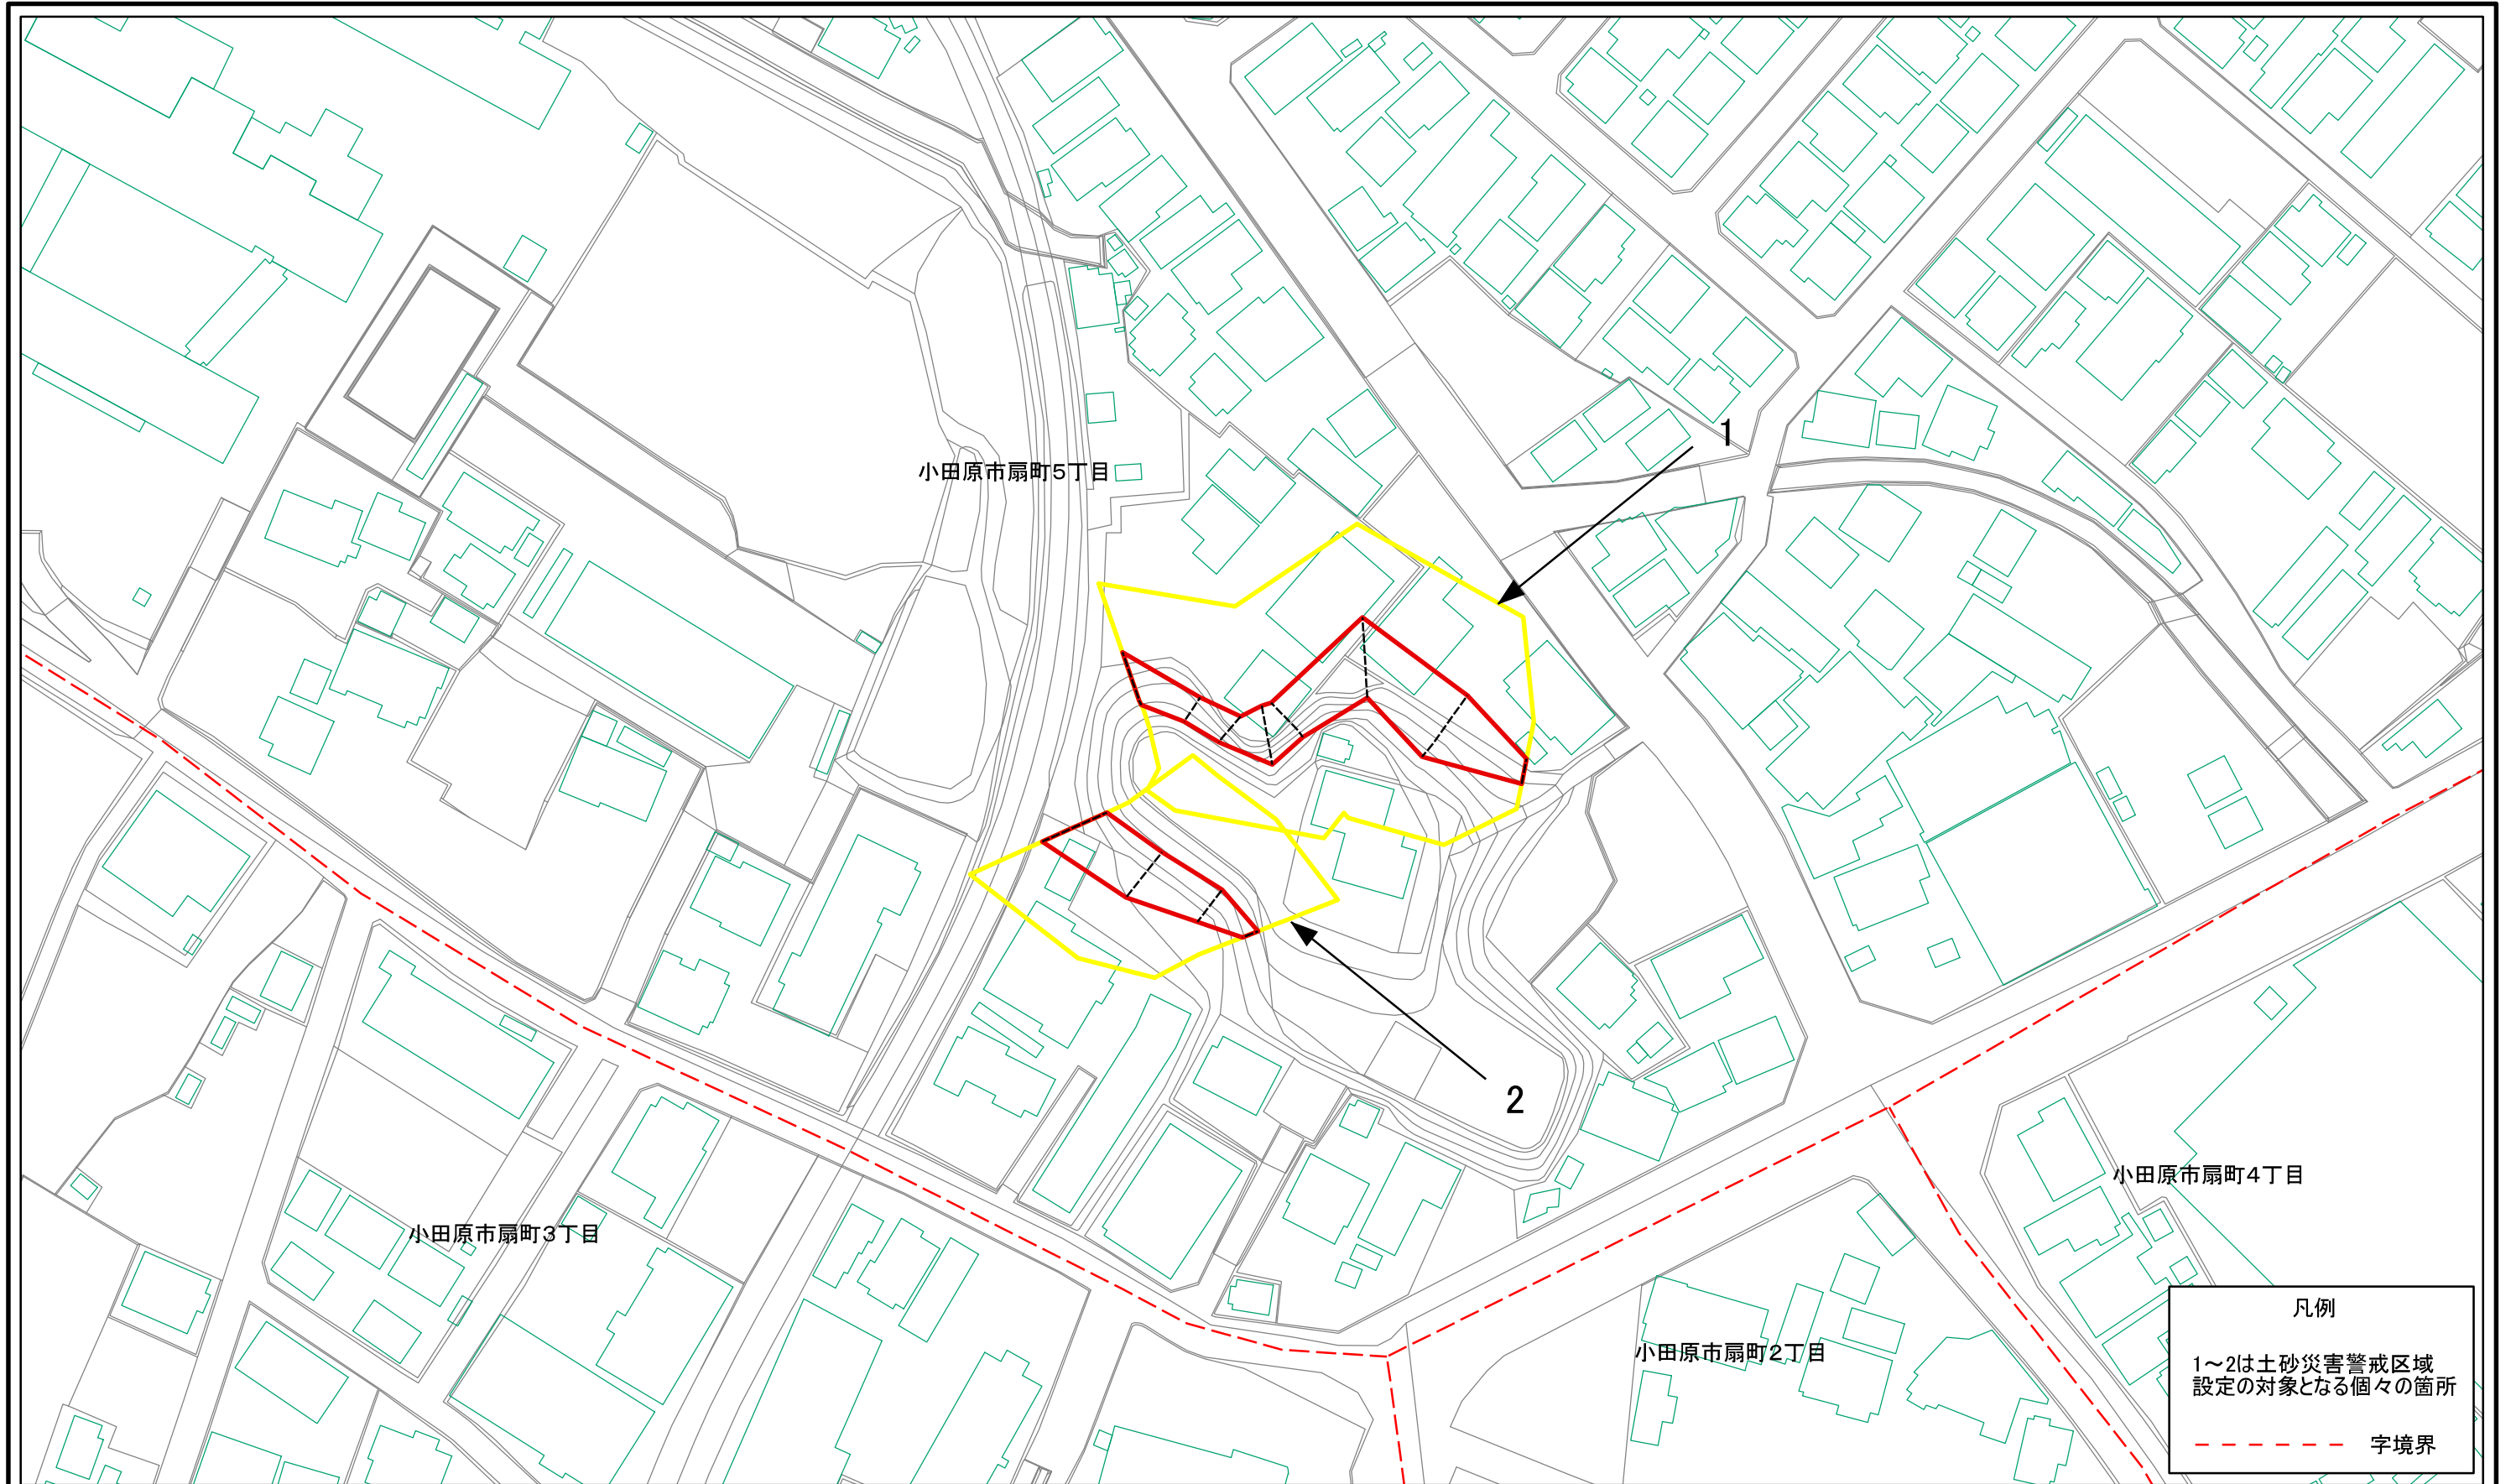 1
小田原市扇町5丁目
2
小田原市扇町4丁目
小田原市扇町3丁目
小田原市扇町2丁目
凡例
1～2は土砂災害警戒区域
設定の対象となる個々の箇所
字境界